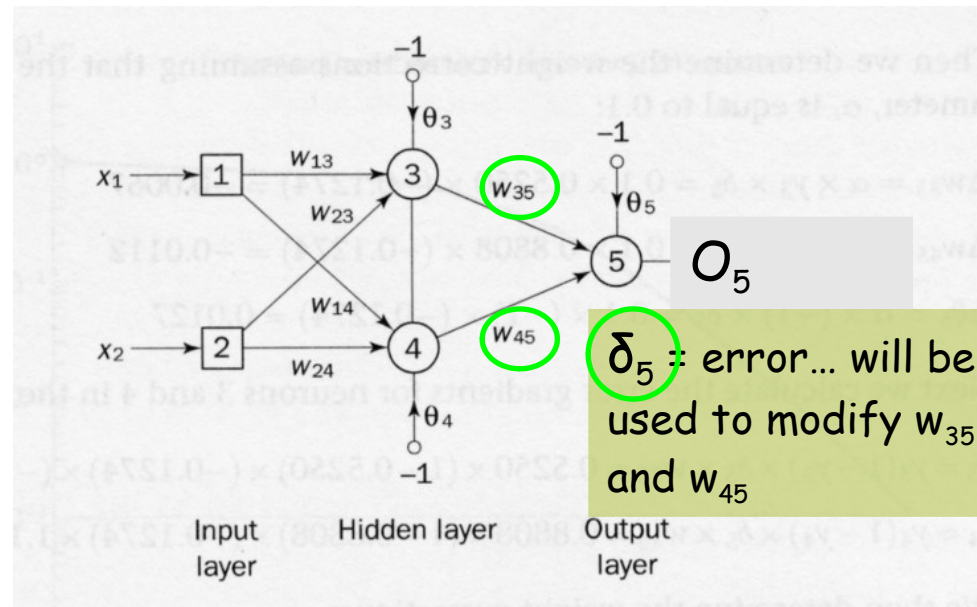 –1
θ3
–1
x1 1 w13 3 w35
w23 θ5
5 O5
w14
x2 2 w24 4 w45
δ5 = error... will be
used to modify w35
and w45
θ4
–1
Input Hidden layer Output
layer layer